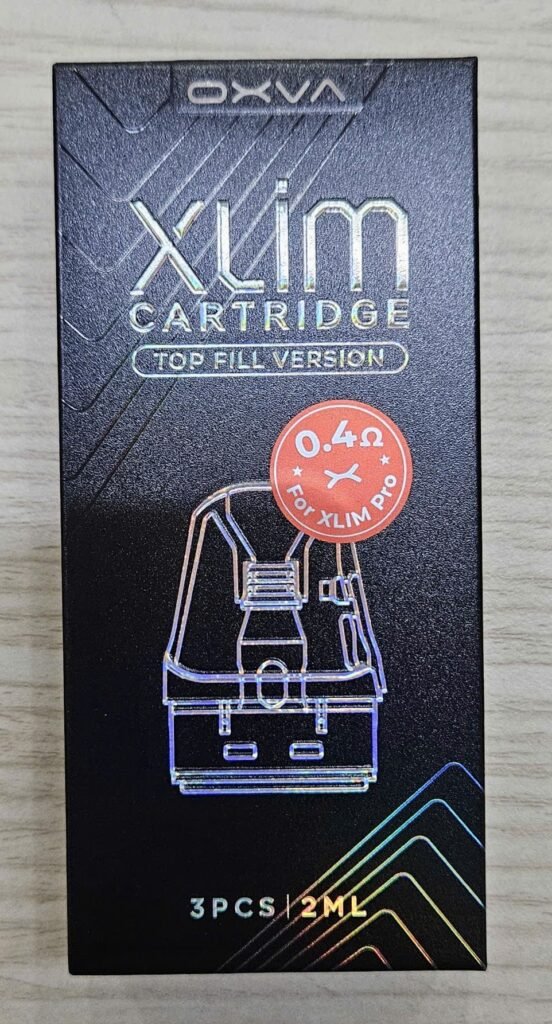 OXVA
XLIM
CARTRIDGE
TOP FILL VERSION
0.4Ω
For XLIM Pro
3PCS | 2ML